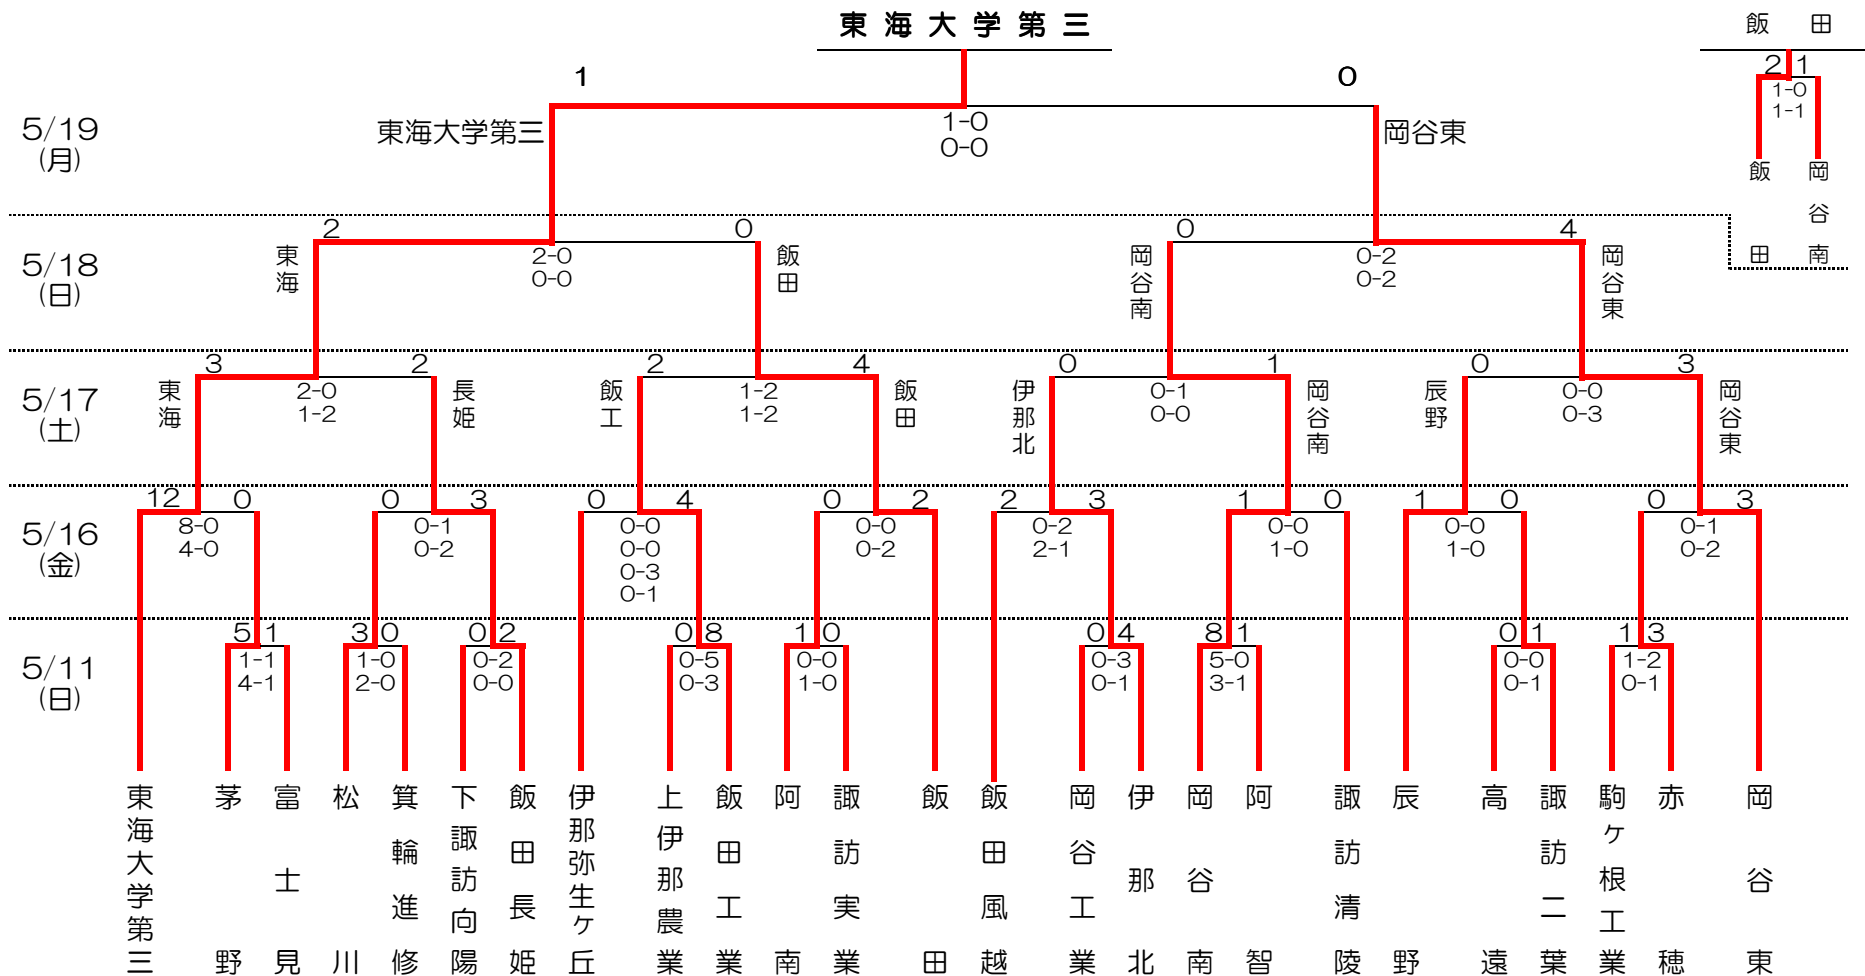 東海大学第三
飯田
1
0
2 1
1-0
1-1
5/19
(月)
東海大学第三
1-0
0-0
岡谷東
飯田
岡谷南
2
0
0
4
5/18
(日)
東海
2-0
0-0
飯田
岡谷南
0-2
0-2
岡谷東
3
2
2
4
0
1
0
3
5/17
(土)
東海
2-0
1-2
長姫
飯工
1-2
1-2
飯田
伊那北
0-1
0-0
岡谷南
辰野
0-0
0-3
岡谷東
12
0
0
3
0
4
0
2
2
3
1
0
1
0
0
3
5/16
(金)
8-0
4-0
0-1
0-2
0-0
0-0
0-3
0-1
0-0
0-2
0-2
2-1
0-0
1-0
0-0
1-0
0-1
0-2
5 1
3 0
0 2
0 8
1 0
0 4
8 1
0 1
1 3
5/11
(日)
1-1
4-1
1-0
2-0
0-2
0-0
0-5
0-3
0-0
1-0
0-3
0-1
5-0
3-1
0-0
0-1
1-2
0-1
東海大学第三
茅野
富士見
松川
箕輪進修
下諏訪向陽
飯田長姫
伊那弥生ヶ丘
上伊那農業
飯田工業
阿南
諏訪実業
飯田
飯田風越
岡谷工業
伊那北
岡谷南
阿智
諏訪清陵
辰野
高遠
諏訪二葉
駒ヶ根工業
赤穂
岡谷東